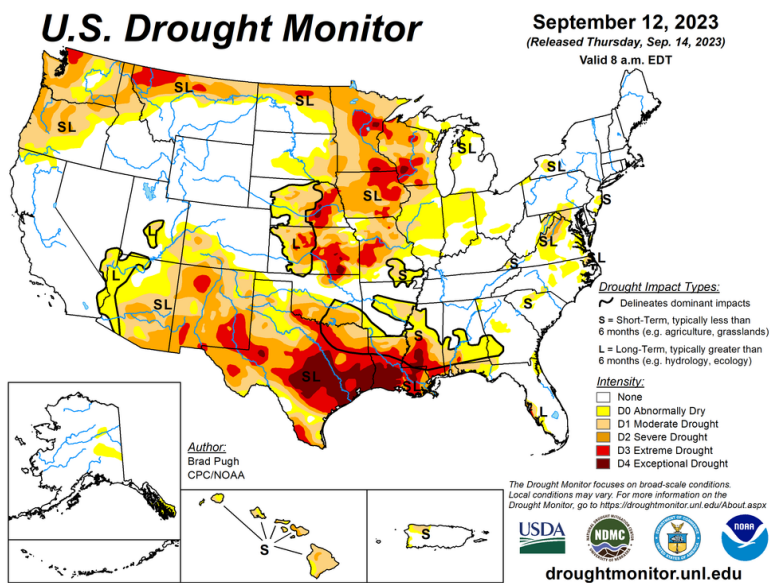 U.S. Drought Monitor
September 12, 2023
(Released Thursday, Sep. 14, 2023)
Valid 8 a.m. EDT
SL
SL
SL
SL
SL
S
SL
L
SL
L
L
L
S
S
SL
S
S
SL
SL
L
Drought Impact Types:
Delineates dominant impacts
S = Short-Term, typically less than
6 months (e.g. agriculture, grasslands)
L = Long-Term, typically greater than
6 months (e.g. hydrology, ecology)
Intensity:
None
D0 Abnormally Dry
D1 Moderate Drought
D2 Severe Drought
D3 Extreme Drought
D4 Exceptional Drought
Author:
Brad Pugh
CPC/NOAA
S
S
The Drought Monitor focuses on broad-scale conditions.
Local conditions may vary. For more information on the
Drought Monitor, go to https://droughtmonitor.unl.edu/About.aspx
USDA
NDMC
NOAA
droughtmonitor.unl.edu